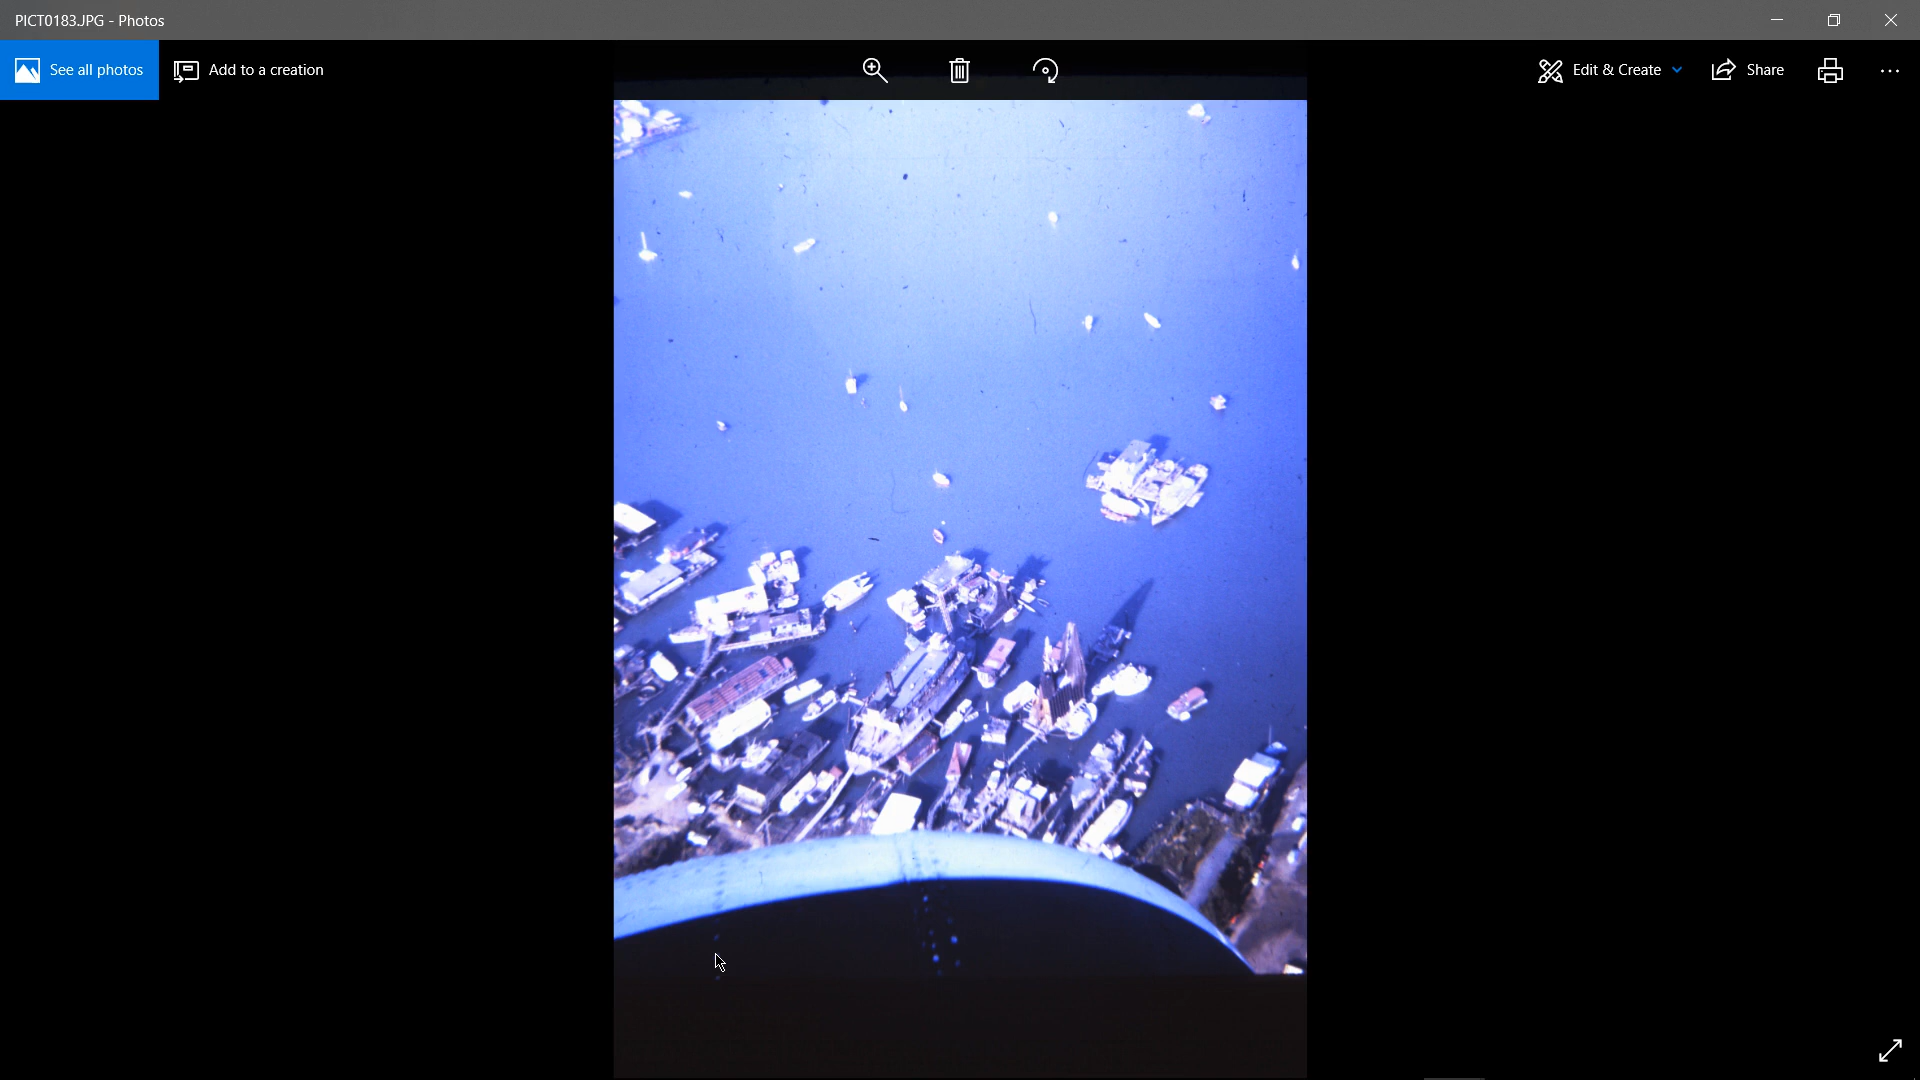 PICT0183.JPG - Photos
See all photos
Add to a creation
Edit & Create
Share